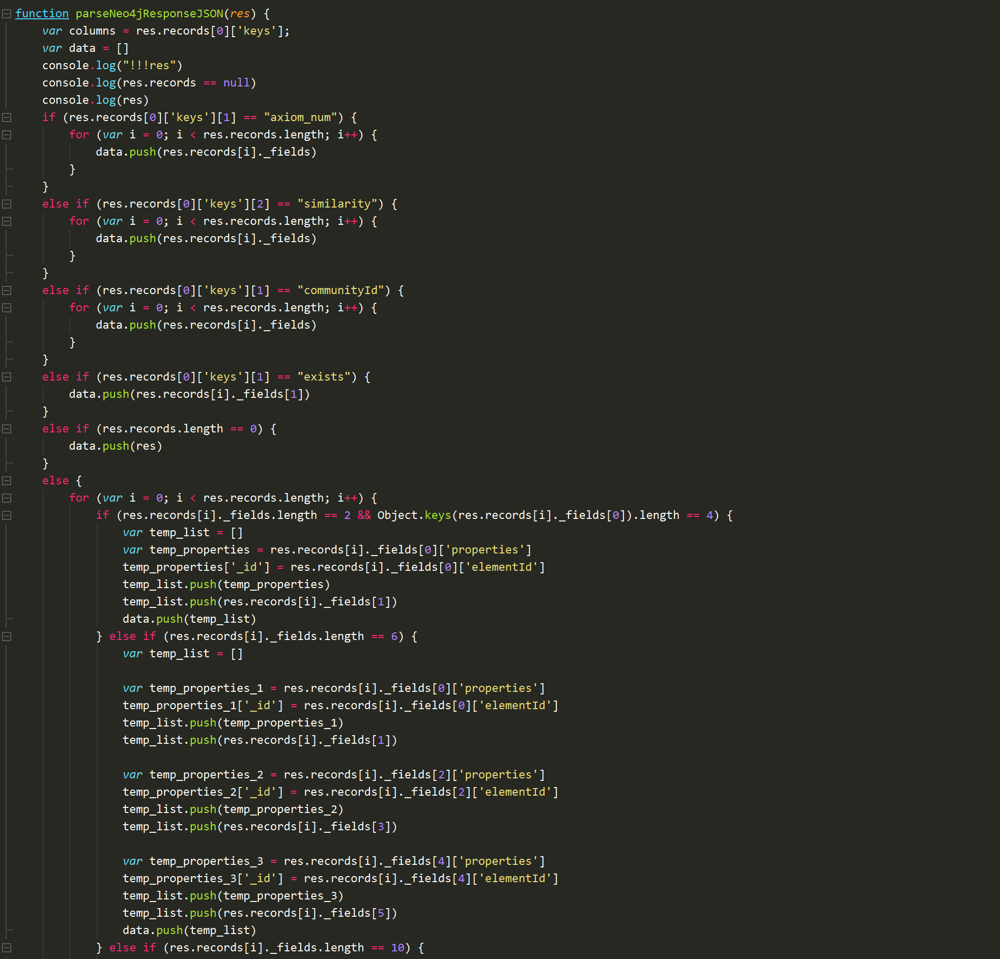 function parseNeo4jResponseJSON(res) {
    var columns = res.records[0]['keys'];
    var data = []
    console.log("!!!res")
    console.log(res.records == null)
    console.log(res)
    if (res.records[0]['keys'][1] == "axiom_num") {
        for (var i = 0; i < res.records.length; i++) {
            data.push(res.records[i]._fields)
        }
    }
    else if (res.records[0]['keys'][2] == "similarity") {
        for (var i = 0; i < res.records.length; i++) {
            data.push(res.records[i]._fields)
        }
    }
    else if (res.records[0]['keys'][1] == "communityId") {
        for (var i = 0; i < res.records.length; i++) {
            data.push(res.records[i]._fields)
        }
    }
    else if (res.records[0]['keys'][1] == "exists") {
        data.push(res.records[i]._fields[1])
    }
    else if (res.records.length == 0) {
        data.push(res)
    }
    else {
        for (var i = 0; i < res.records.length; i++) {
            if (res.records[i]._fields.length == 2 && Object.keys(res.records[i]._fields[0]).length == 4) {
                var temp_list = []
                var temp_properties = res.records[i]._fields[0]['properties']
                temp_properties['_id'] = res.records[i]._fields[0]['elementId']
                temp_list.push(temp_properties)
                temp_list.push(res.records[i]._fields[1])
                data.push(temp_list)
            } else if (res.records[i]._fields.length == 6) {
                var temp_list = []

                var temp_properties_1 = res.records[i]._fields[0]['properties']
                temp_properties_1['_id'] = res.records[i]._fields[0]['elementId']
                temp_list.push(temp_properties_1)
                temp_list.push(res.records[i]._fields[1])

                var temp_properties_2 = res.records[i]._fields[2]['properties']
                temp_properties_2['_id'] = res.records[i]._fields[2]['elementId']
                temp_list.push(temp_properties_2)
                temp_list.push(res.records[i]._fields[3])

                var temp_properties_3 = res.records[i]._fields[4]['properties']
                temp_properties_3['_id'] = res.records[i]._fields[4]['elementId']
                temp_list.push(temp_properties_3)
                temp_list.push(res.records[i]._fields[5])
                data.push(temp_list)
            } else if (res.records[i]._fields.length == 10) {